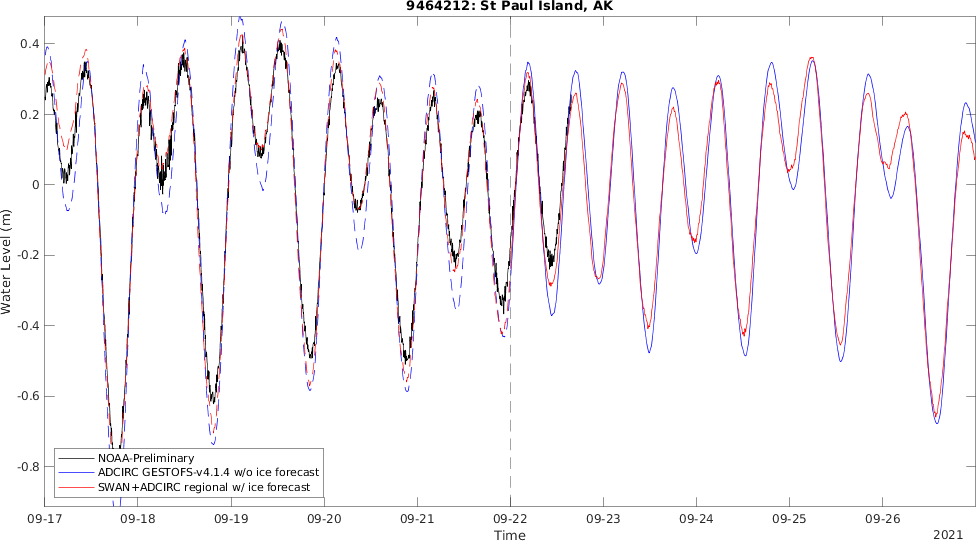 9464212: St Paul Island, AK
0.4
0.2
0
-0.2
-0.4
-0.6
-0.8
Water Level (m)
NOAA-Preliminary
ADCIRC GESTOFS-v4.1.4 w/o ice forecast
SWAN+ADCIRC regional w/ ice forecast
09-17 09-18 09-19 09-20 09-21 09-22 09-23 09-24 09-25 09-26
Time
2021